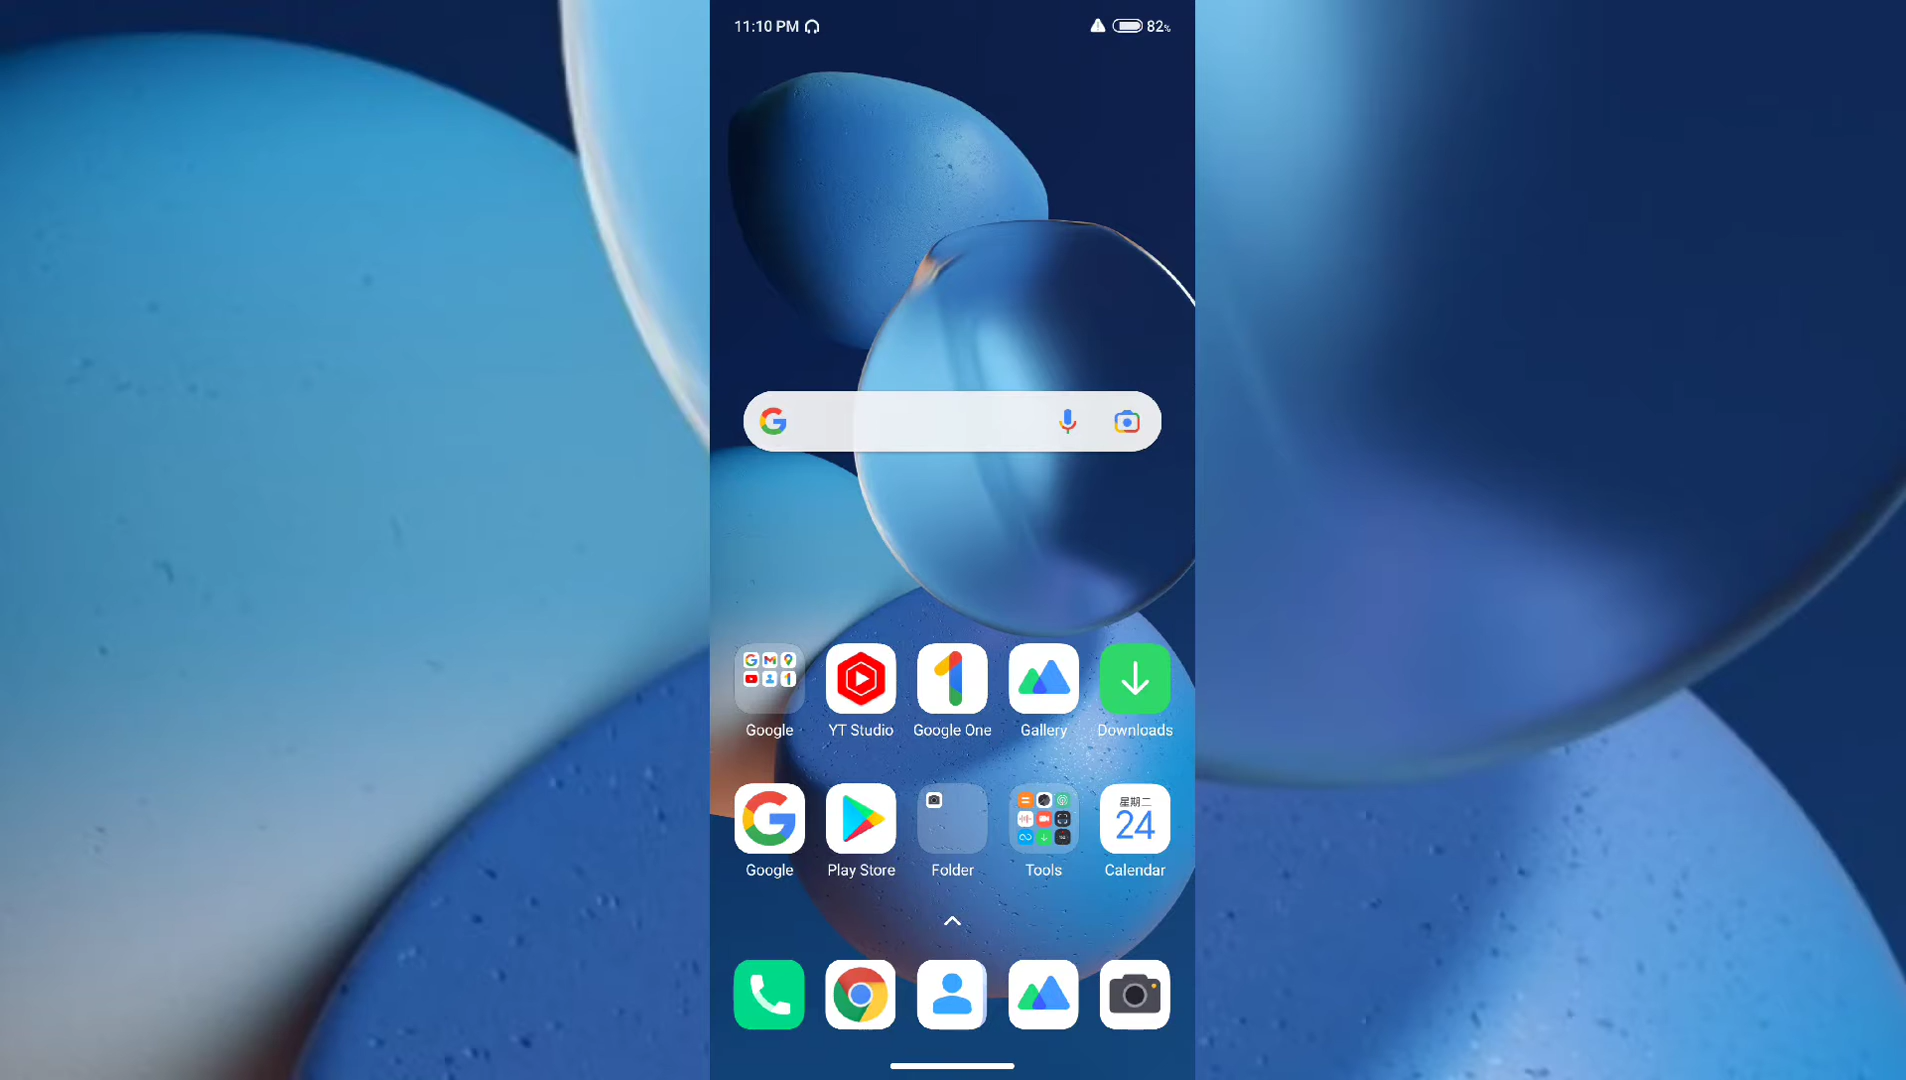 11:10 PM 82%
Google YT Studio Google One Gallery Downloads
星期二
24
Google Play Store Folder Tools Calendar